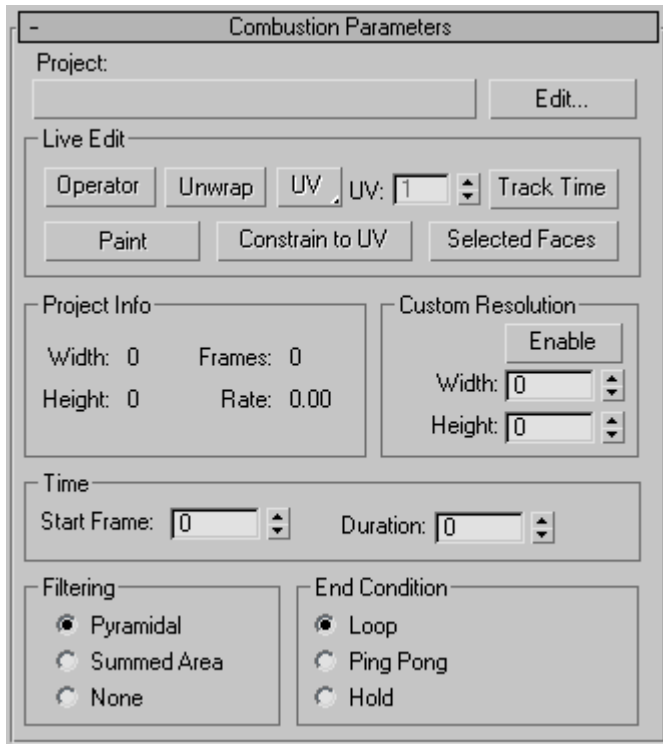 - Combustion Parameters
Project:
Edit...
Live Edit
Operator Unwrap UV UV: 1 Track Time
Paint Constrain to UV Selected Faces
Project Info
Width: 0 Frames: 0
Height: 0 Rate: 0.00
Custom Resolution
Enable
Width: 0
Height: 0
Time
Start Frame: 0 Duration: 0
Filtering
Pyramidal
Summed Area
None
End Condition
Loop
Ping Pong
Hold